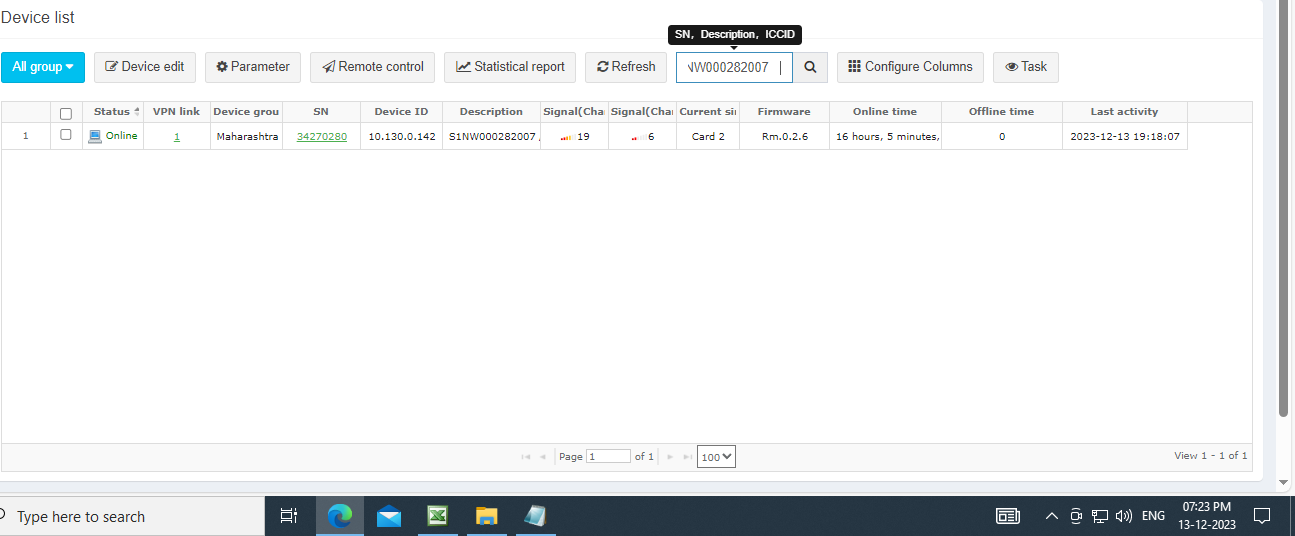 Device list
SN, Description, ICCID
All group Device edit Parameter Remote control Statistical report Refresh NW000282007 Configure Columns Task
Status VPN link Device grou SN Device ID Description Signal(Cha Signal(Cha Current si Firmware Online time Offline time Last activity
1 Online 1 Maharashtra 34270280 10.130.0.142 S1NW000282007 19 6 Card 2 Rm.0.2.6 16 hours, 5 minutes, 0 2023-12-13 19:18:07
Page 1 of 1 100 View 1 - 1 of 1
Type here to search ENG 07:23 PM
13-12-2023